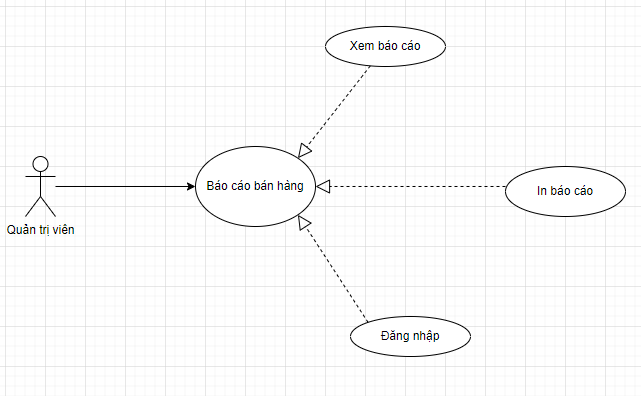 Xem báo cáo
Báo cáo bán hàng
In báo cáo
Quản trị viên
Đăng nhập